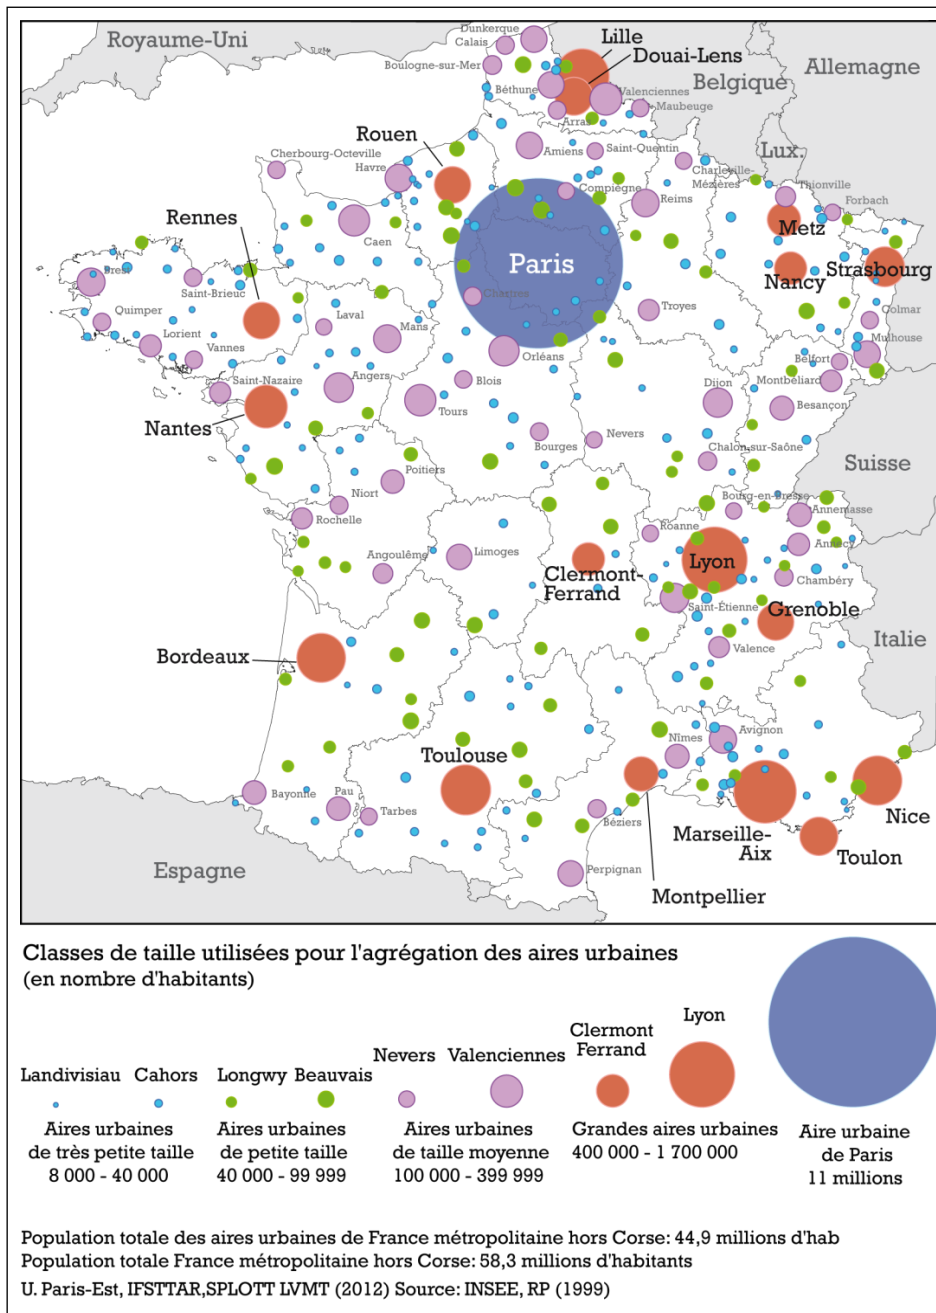 Royaume-Uni
Dunkerque
Calais
Boulogne-sur-Mer
Lille
Douai-Lens
Belgique
Allemagne
Béthune
Valenciennes
Maubeuge
Arras
Rouen
Cherbourg-Octeville
Havre
Amiens
Saint-Quentin
Lux.
Charleville-
Mézières
Thionville
Forbach
Compiègne
Reims
Rennes
Caen
Metz
Paris
Nancy
Strasbourg
Brest
Saint-Brieuc
Chartres
Troyes
Colmar
Quimper
Laval
Mans
Lorient
Vannes
Orléans
Mulhouse
Belfort
Saint-Nazaire
Angers
Blois
Dijon
Montbéliard
Besançon
Nantes
Tours
Bourges
Nevers
Chalon-sur-Saône
Suisse
Poitiers
Niort
Rochelle
Bourg-en-Bresse
Annemasse
Roanne
Angoulême
Limoges
Clermont-
Ferrand
Lyon
Annecy
Chambéry
Saint-Étienne
Grenoble
Italie
Bordeaux
Valence
Toulouse
Nîmes
Avignon
Bayonne
Pau
Tarbes
Béziers
Marseille-
Aix
Nice
Toulon
Espagne
Perpignan
Montpellier
Classes de taille utilisées pour l'agrégation des aires urbaines
(en nombre d'habitants)
Landivisiau
Cahors
Aires urbaines
de très petite taille
8 000 - 40 000
Longwy
Beauvais
Aires urbaines
de petite taille
40 000 - 99 999
Nevers
Valenciennes
Aires urbaines
de taille moyenne
100 000 - 399 999
Clermont
Ferrand
Lyon
Grandes aires urbaines
400 000 - 1 700 000
Aire urbaine
de Paris
11 millions
Population totale des aires urbaines de France métropolitaine hors Corse: 44,9 millions d'hab
Population totale France métropolitaine hors Corse: 58,3 millions d'habitants
U. Paris-Est, IFSTTAR,SPLOTT LVMT (2012) Source: INSEE, RP (1999)